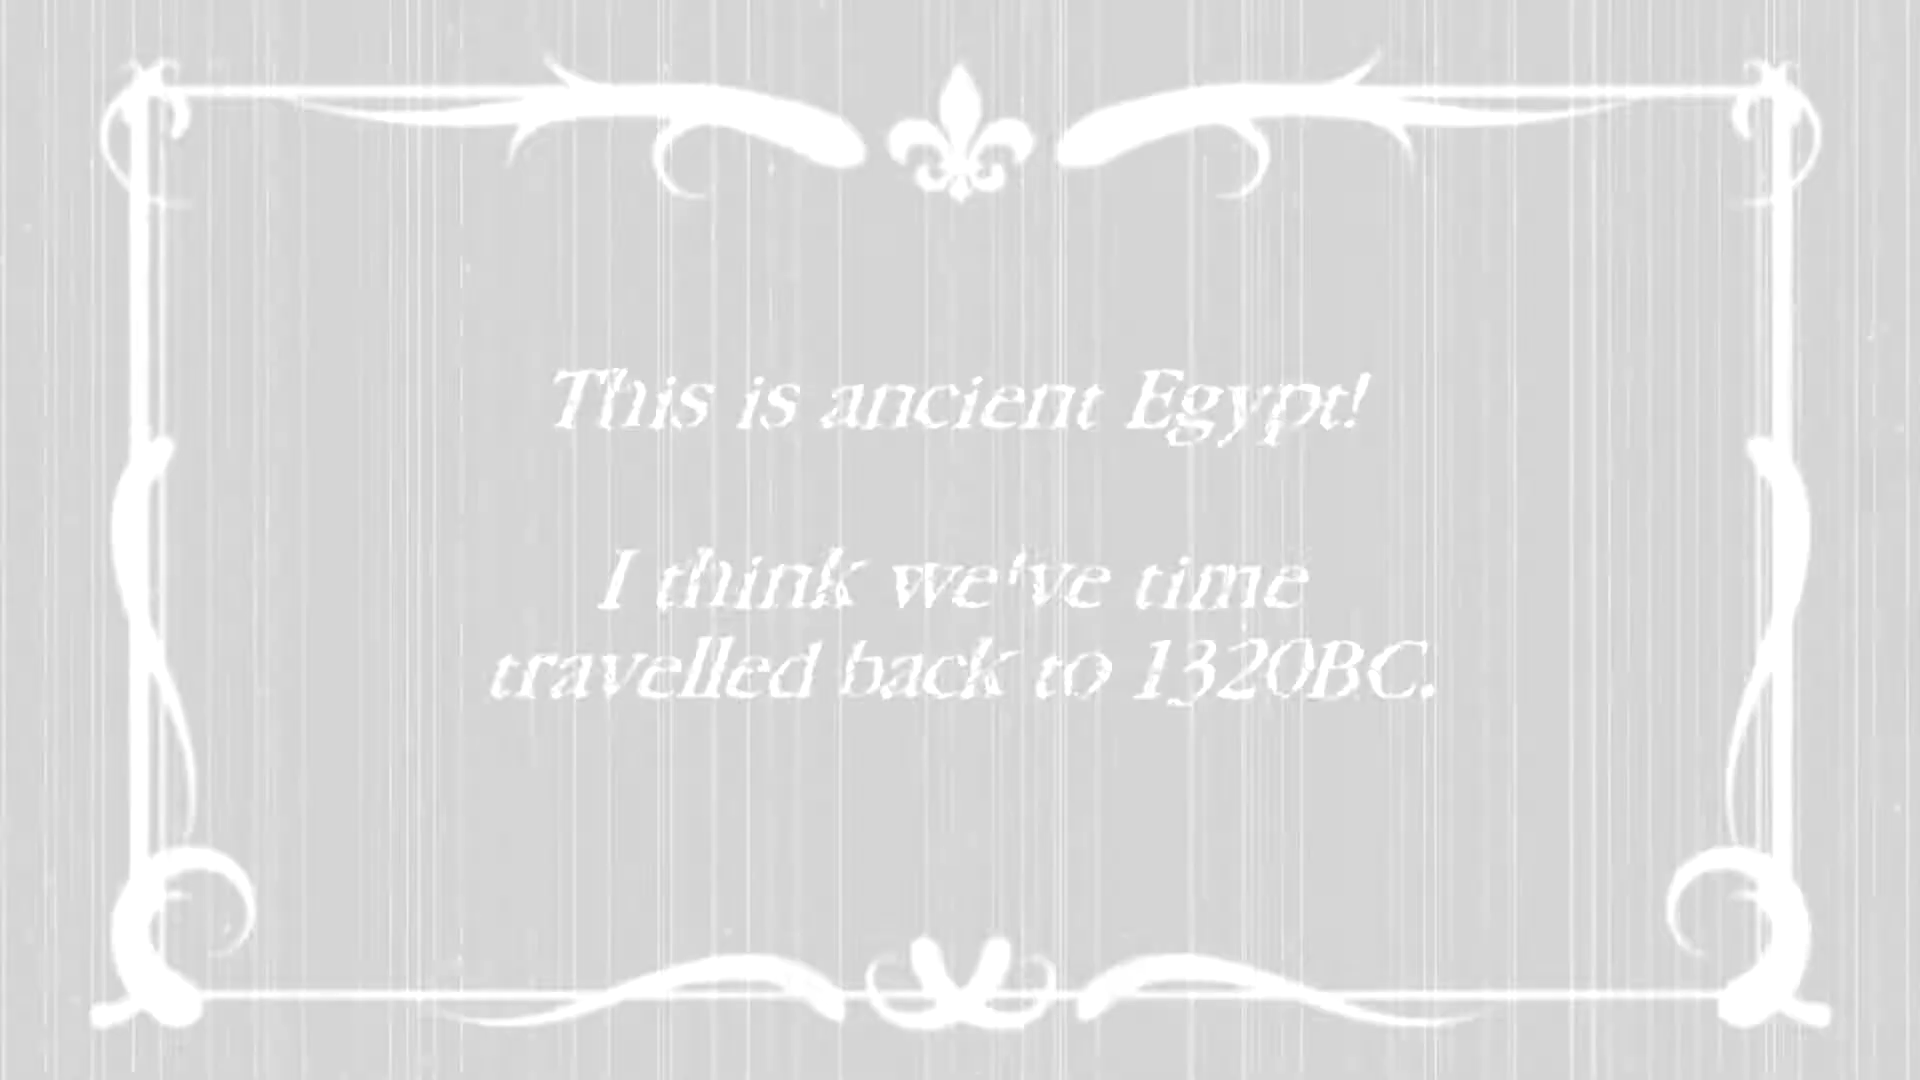 This is ancient Egypt!
I think we've time
travelled back to 1320BC.